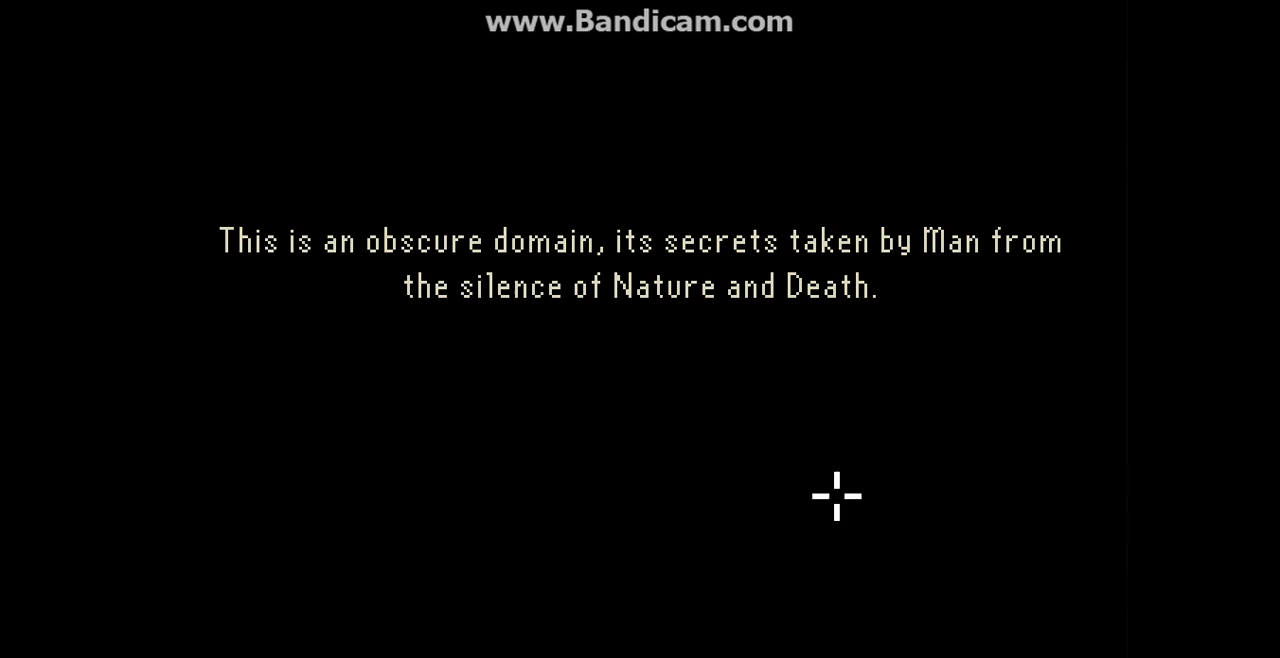 www.Bandicam.com
This is an obscure domain, its secrets taken by Man from
the silence of Nature and Death.